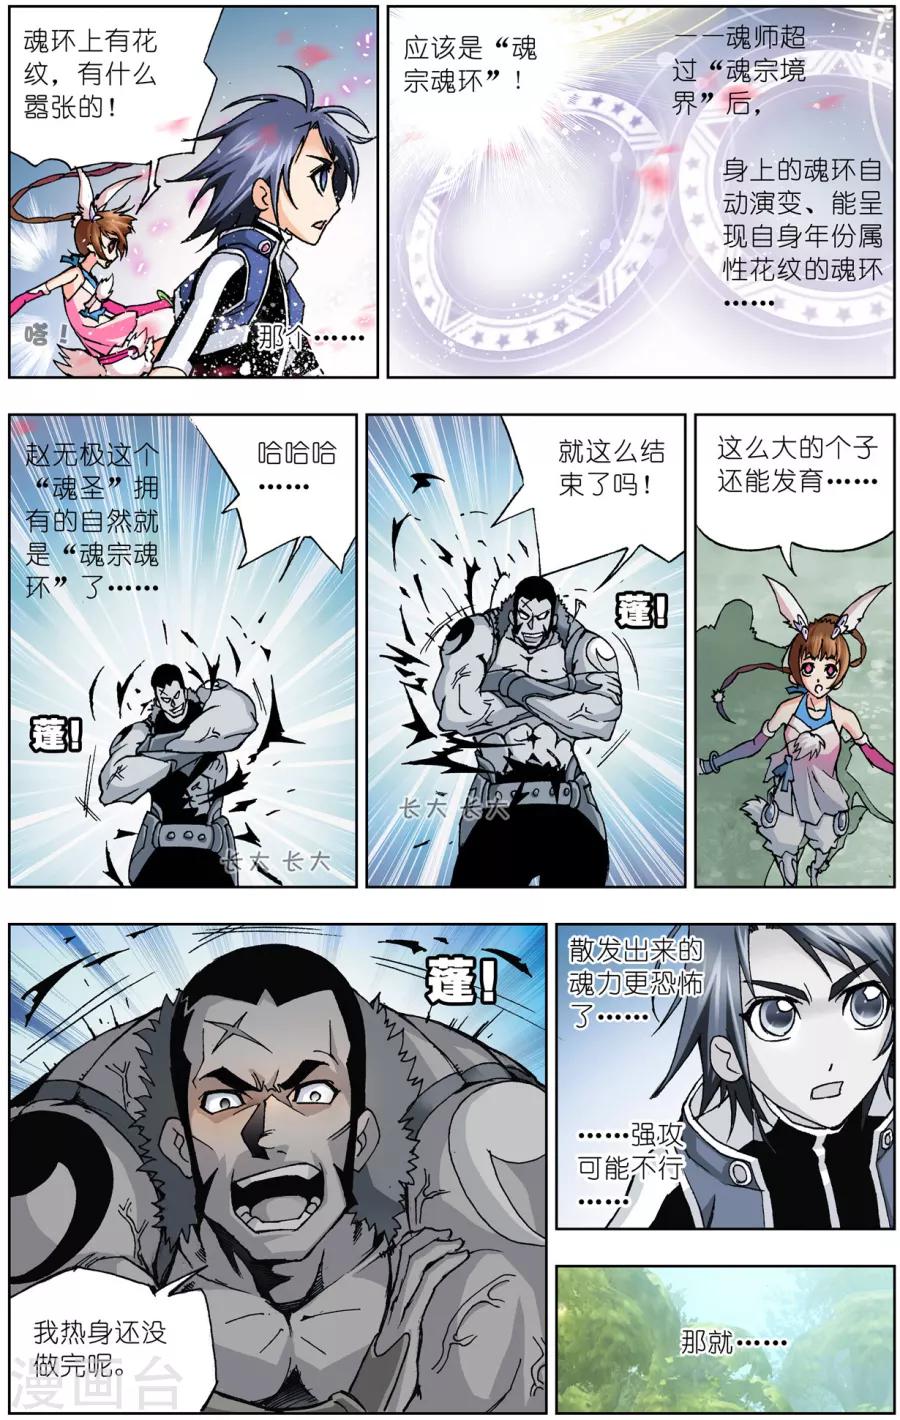 魂环上有花
纹，有什么
嚣张的！
嗒！
那个……
应该是“魂
宗魂环”！
——魂师超
过“魂宗境
界”后，
身上的魂环自
动演变、能呈
现自身年份属
性花纹的魂环
……
赵无极这个
“魂圣”拥
有的自然就
是“魂宗魂
环”了……
哈哈哈
……
蓬！
长大 长大
就这么结
束了吗！
蓬！
长大 长大
这么大的个子
还能发育……
蓬！
我热身还没
做完呢。
漫画台
散发出来的
魂力更恐怖
了……
……强攻
可能不行
……
那就……